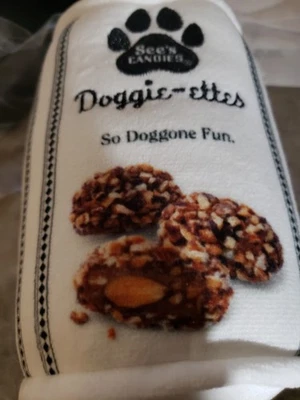 See's
CANDIES®
Doggie-ettes
So Doggone Fun.